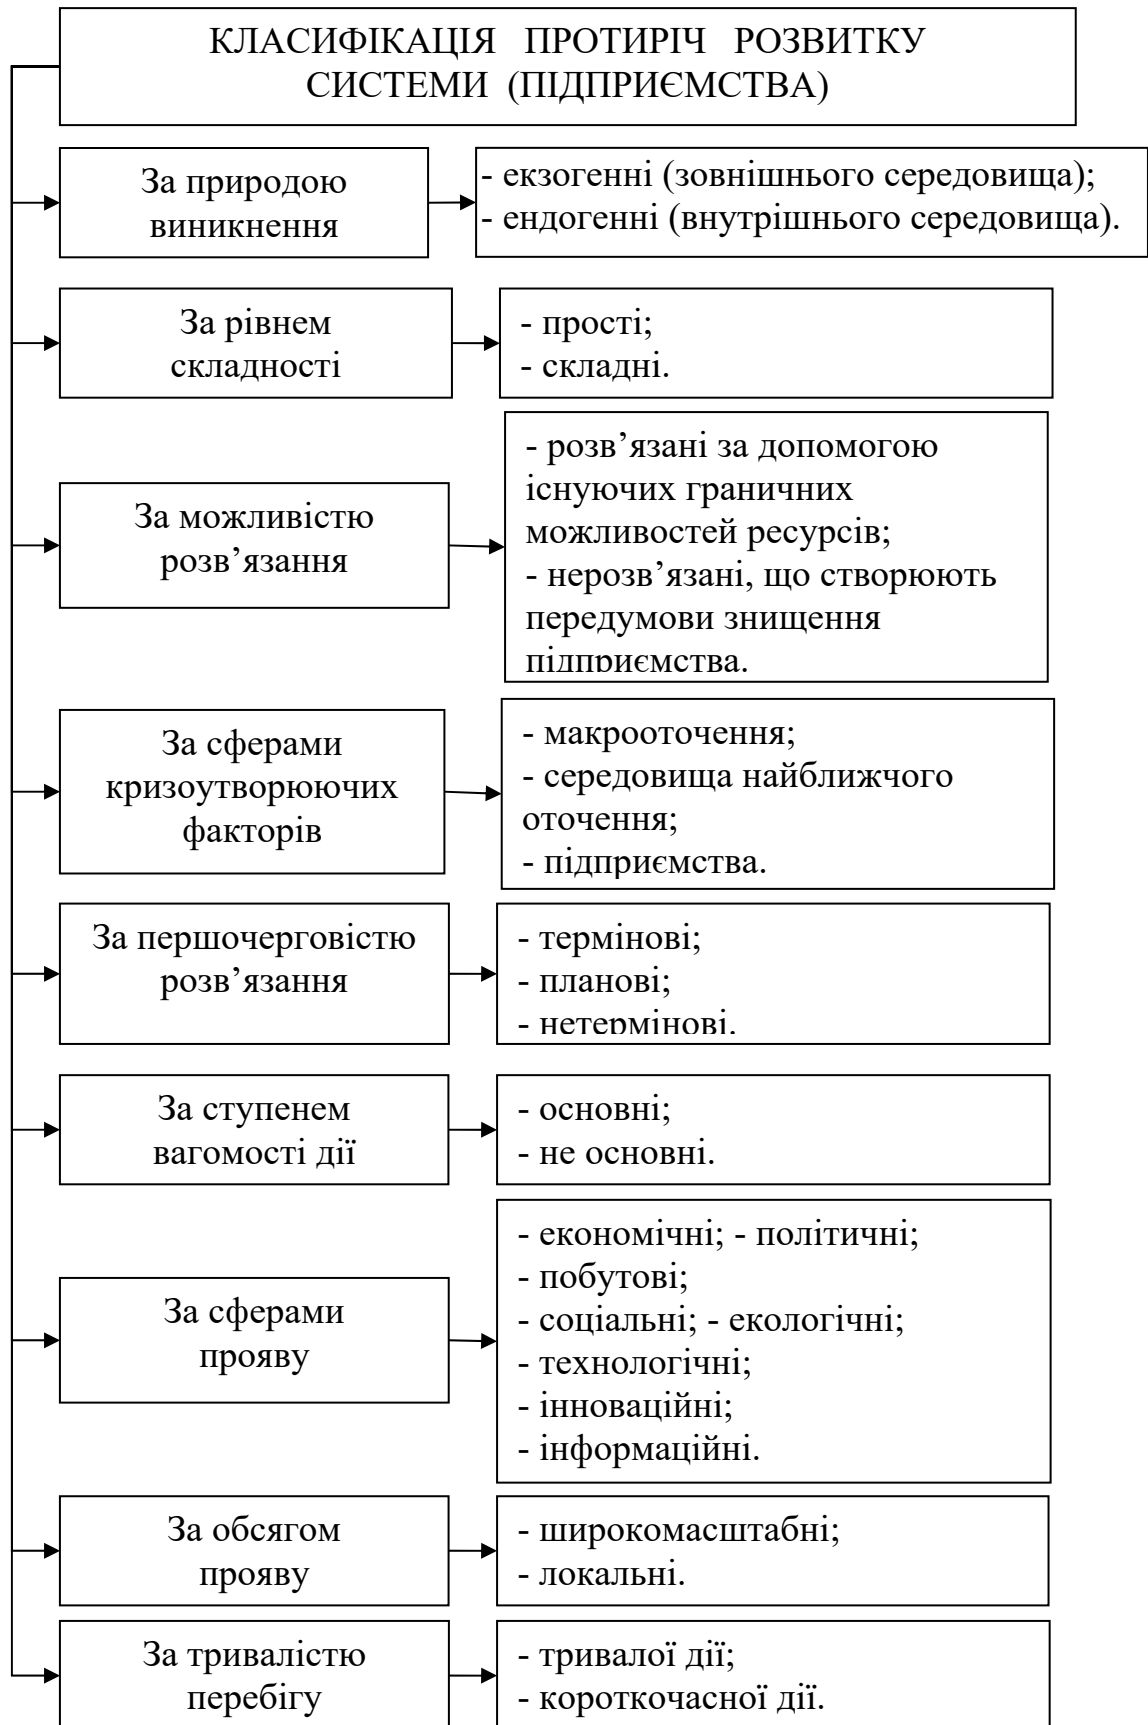 КЛАСИФІКАЦІЯ ПРОТИРІЧ РОЗВИТКУ
СИСТЕМИ (ПІДПРИЄМСТВА)
За природою
виникнення
- екзогенні (зовнішнього середовища);
- ендогенні (внутрішнього середовища).
За рівнем
складності
- прості;
- складні.
За можливістю
розв’язання
- розв’язані за допомогою
існуючих граничних
можливостей ресурсів;
- нерозв’язані, що створюють
передумови знищення
підприємства.
За сферами
кризоутворюючих
факторів
- макрооточення;
- середовища найближчого
оточення;
- підприємства.
За першочерговістю
розв’язання
- термінові;
- планові;
- нетермінові.
За ступенем
вагомості дії
- основні;
- не основні.
За сферами
прояву
- економічні; - політичні;
- побутові;
- соціальні; - екологічні;
- технологічні;
- інноваційні;
- інформаційні.
За обсягом
прояву
- широкомасштабні;
- локальні.
За тривалістю
перебігу
- тривалої дії;
- короткочасної дії.